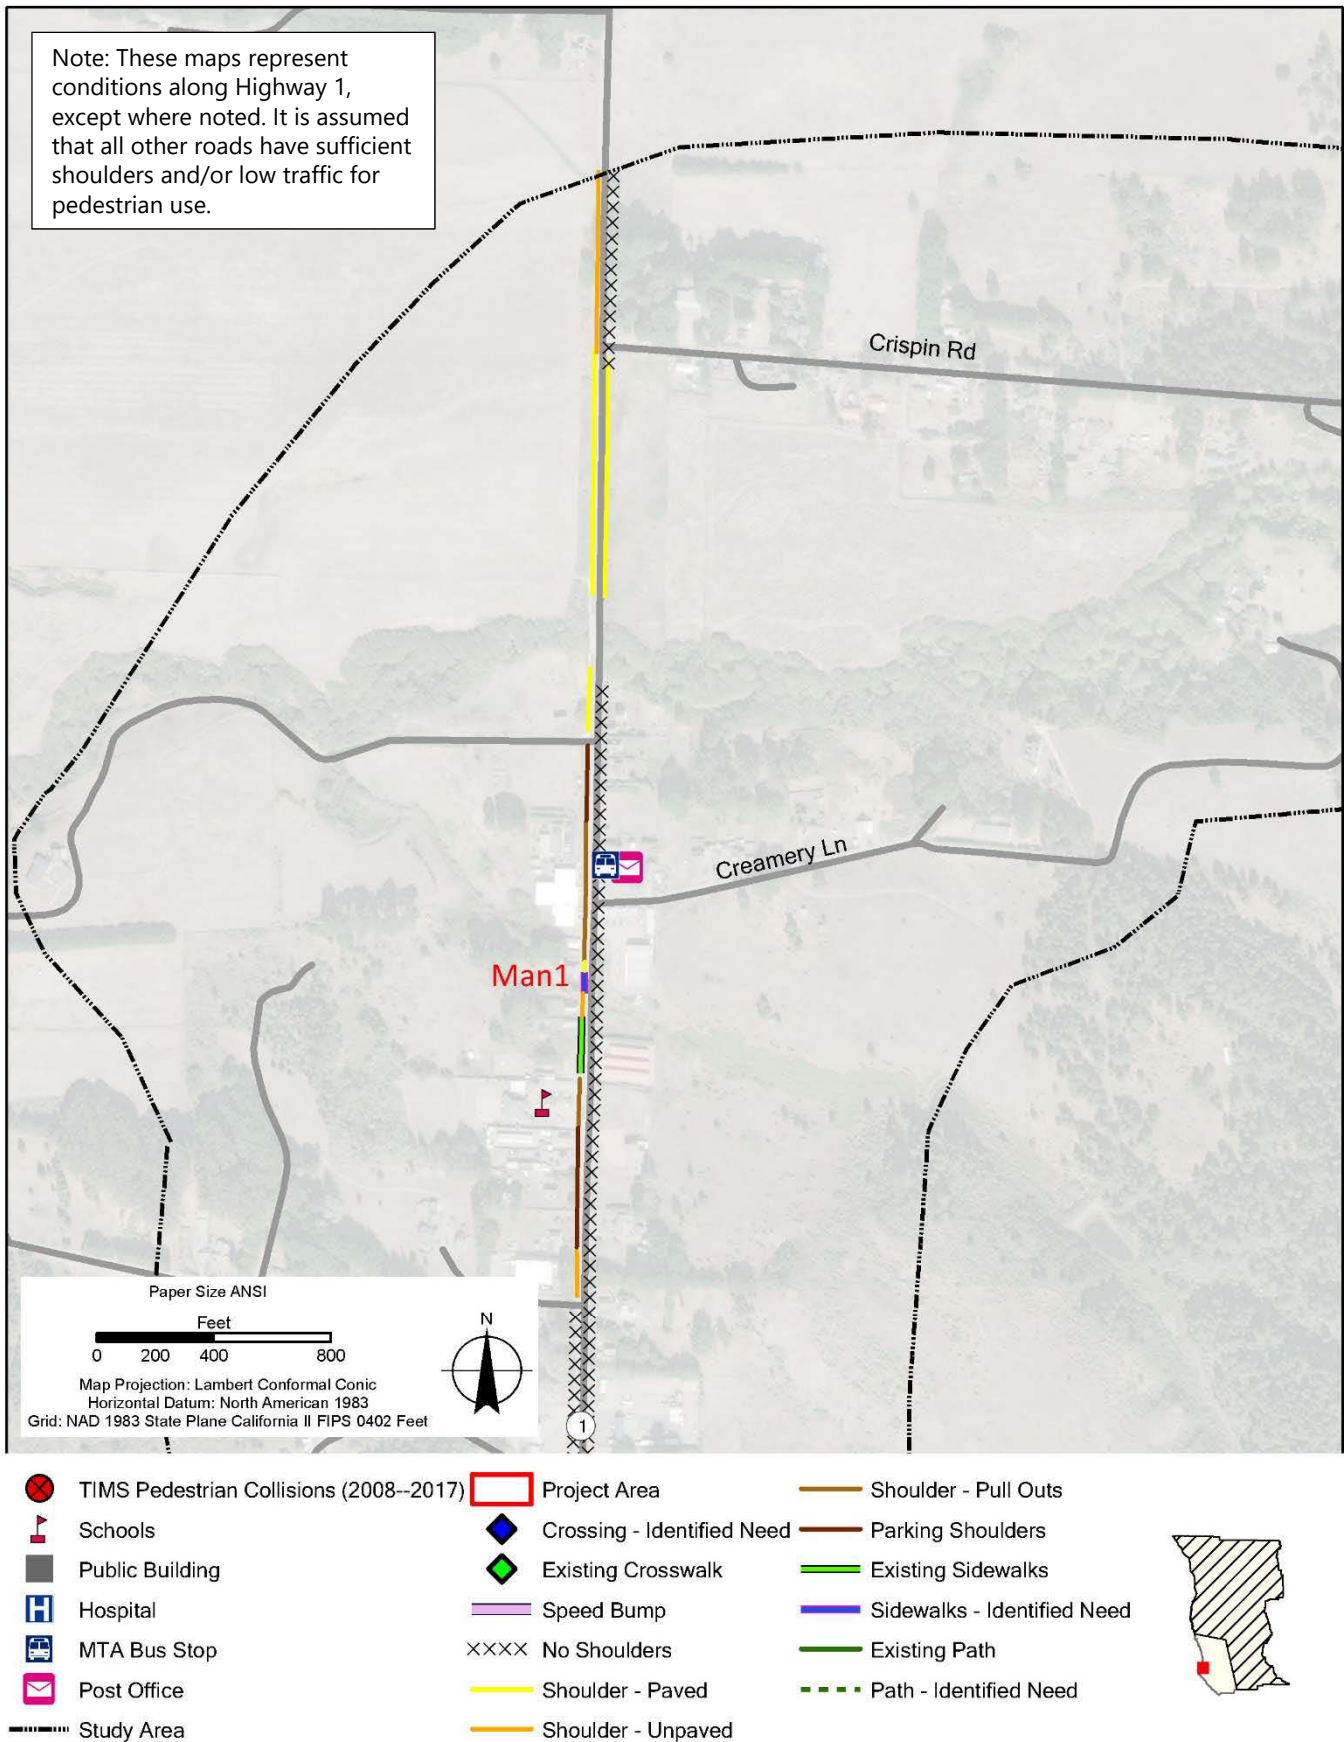 Note: These maps represent
conditions along Highway 1,
except where noted. It is assumed
that all other roads have sufficient
shoulders and/or low traffic for
pedestrian use.
Crispin Rd
Creamery Ln
Man1
Paper Size ANSI
Feet
0 200 400 800
Map Projection: Lambert Conformal Conic
Horizontal Datum: North American 1983
Grid: NAD 1983 State Plane California II FIPS 0402 Feet
N
1
TIMS Pedestrian Collisions (2008--2017)
Schools
Public Building
H Hospital
MTA Bus Stop
Post Office
Study Area
Project Area
Crossing - Identified Need
Existing Crosswalk
Speed Bump
No Shoulders
Shoulder - Paved
Shoulder - Unpaved
Shoulder - Pull Outs
Parking Shoulders
Existing Sidewalks
Sidewalks - Identified Need
Existing Path
Path - Identified Need